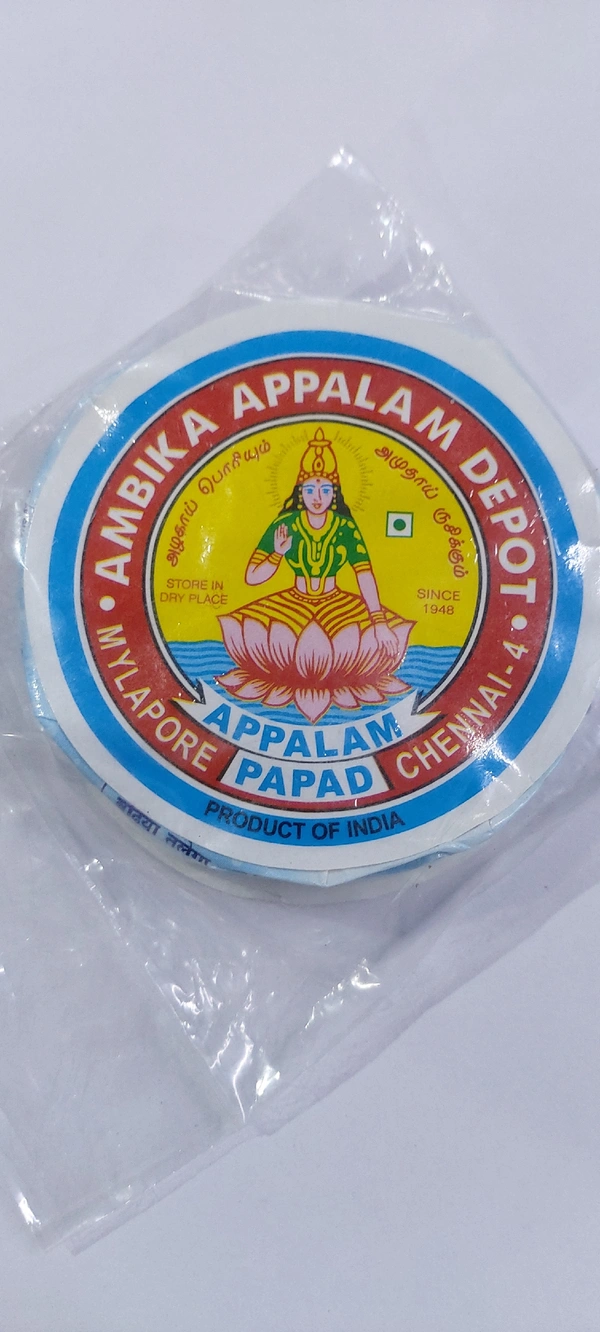 AMBIKA APPALAM DEPOT
அழகாய் பொரியும்
அமுதாய் ருசிக்கும்
STORE IN
DRY PLACE
SINCE
1948
APPALAM
PAPAD
MYLAPORE
CHENNAI-4
PRODUCT OF INDIA